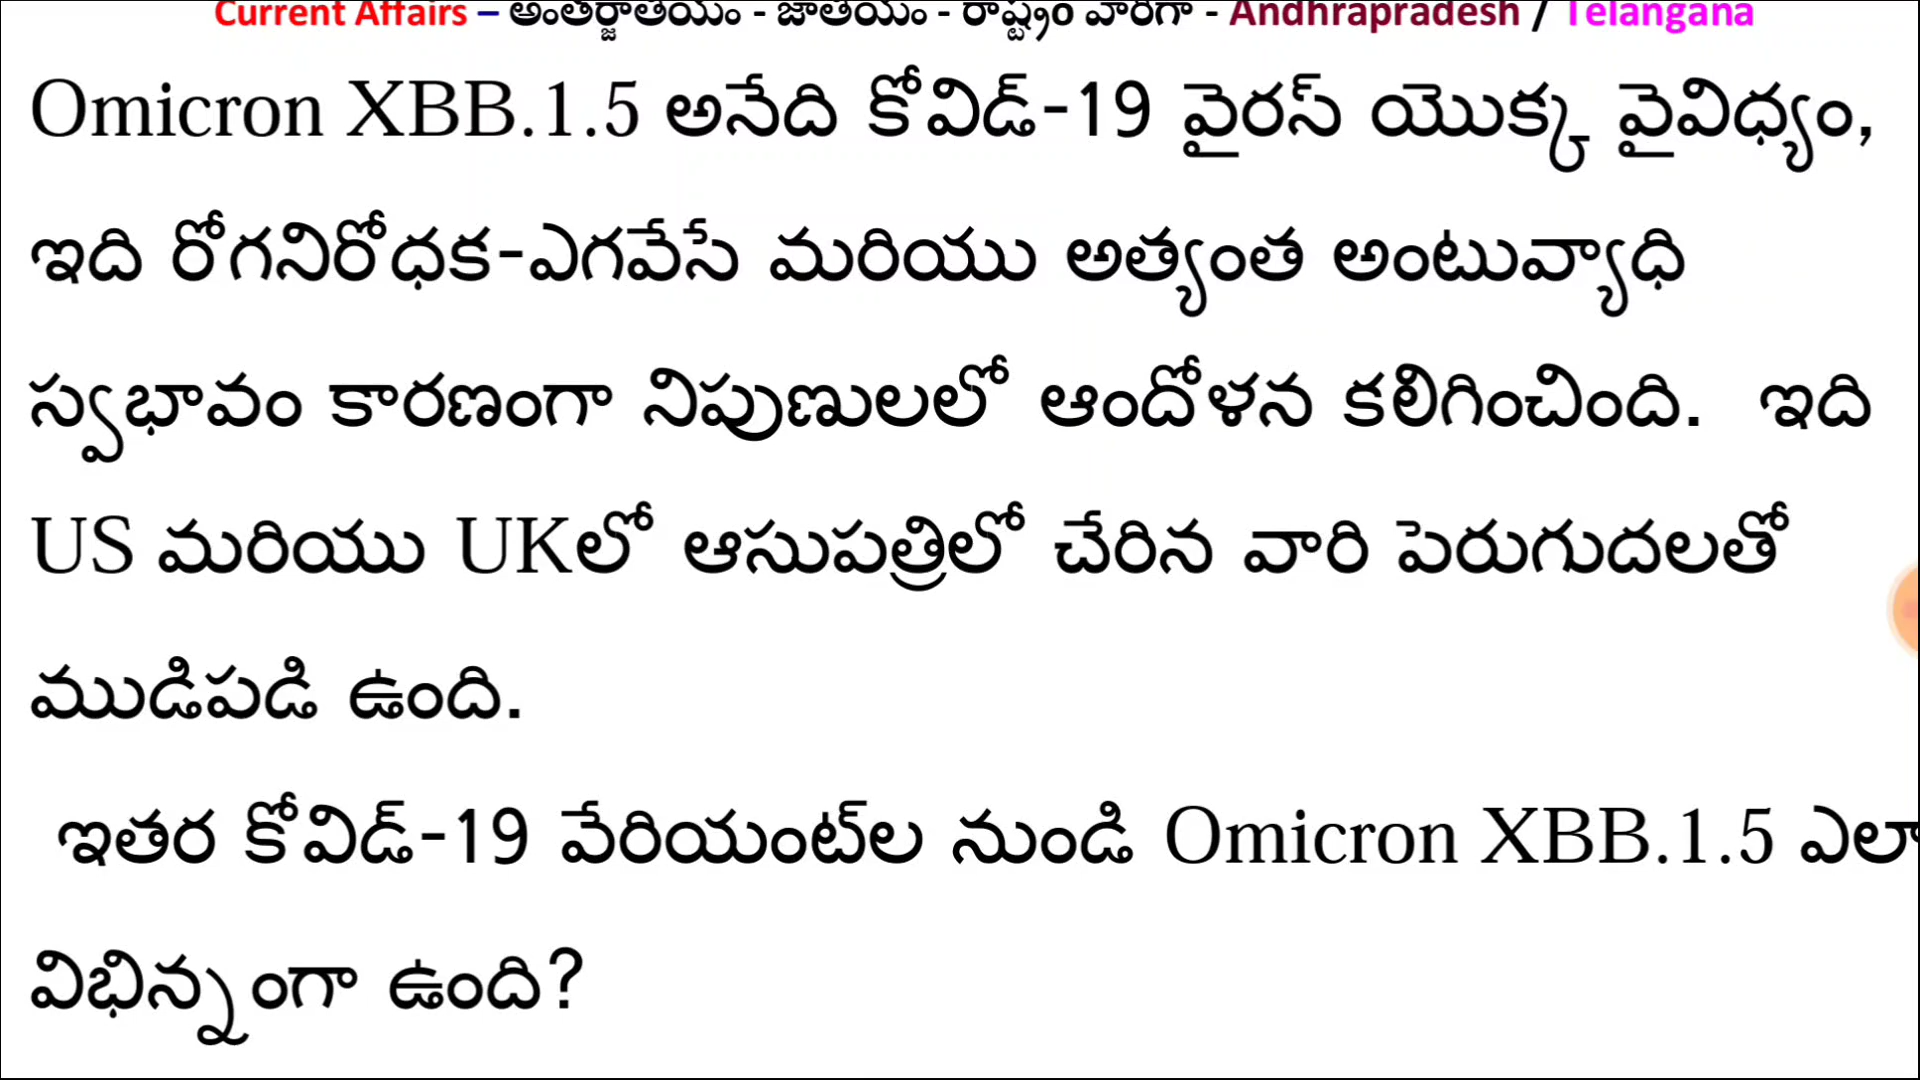 Current Affairs – అంతర్జాతీయం - జాతీయం - రాష్ట్రం వారీగా - Andhrapradesh / Telangana
Omicron XBB.1.5 అనేది కోవిడ్-19 వైరస్ యొక్క వైవిధ్యం,
ఇది రోగనిరోధక-ఎగవేసే మరియు అత్యంత అంటువ్యాధి
స్వభావం కారణంగా నిపుణులలో ఆందోళన కలిగించింది. ఇది
US మరియు UKలో ఆసుపత్రిలో చేరిన వారి పెరుగుదలతో
ముడిపడి ఉంది.
ఇతర కోవిడ్-19 వేరియంట్‌ల నుండి Omicron XBB.1.5 ఎలా
విభిన్నంగా ఉంది?